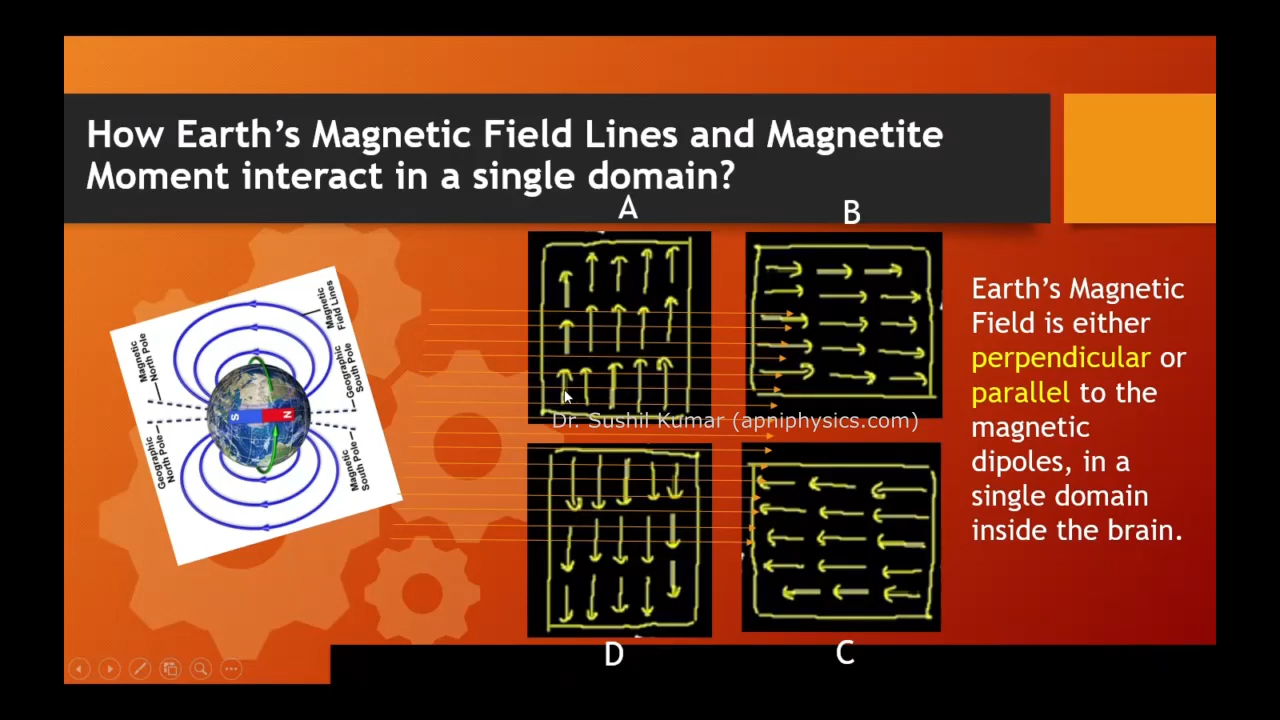 How Earth's Magnetic Field Lines and Magnetite
Moment interact in a single domain?
A
B
Magnetic
Field Lines
Magnetic
North Pole
Geographic
South Pole
S
N
Geographic
North Pole
Magnetic
South Pole
Earth's Magnetic
Field is either
perpendicular or
parallel to the
magnetic
dipoles, in a
single domain
inside the brain.
Dr. Sushil Kumar (apniphysics.com)
D
C